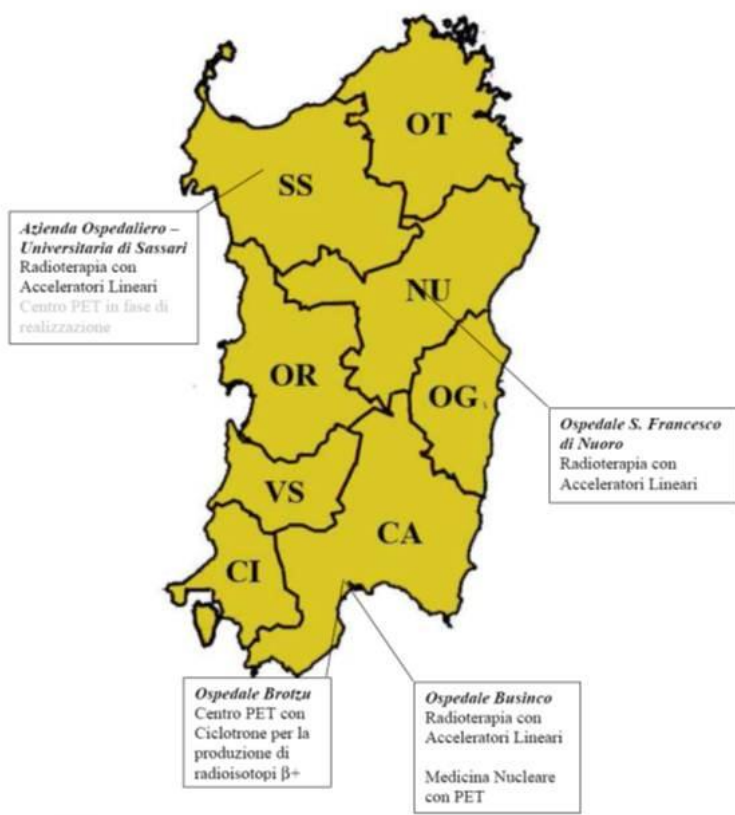 OT
SS
Azienda Ospedaliero –
Universitaria di Sassari
Radioterapia con
Acceleratori Lineari
Centro PET in fase di
realizzazione
NU
OR
OG
Ospedale S. Francesco
di Nuoro
Radioterapia con
Acceleratori Lineari
VS
CA
CI
Ospedale Brotzu
Centro PET con
Ciclotrone per la
produzione di
radioisotopi β+
Ospedale Businco
Radioterapia con
Acceleratori Lineari
Medicina Nucleare
con PET